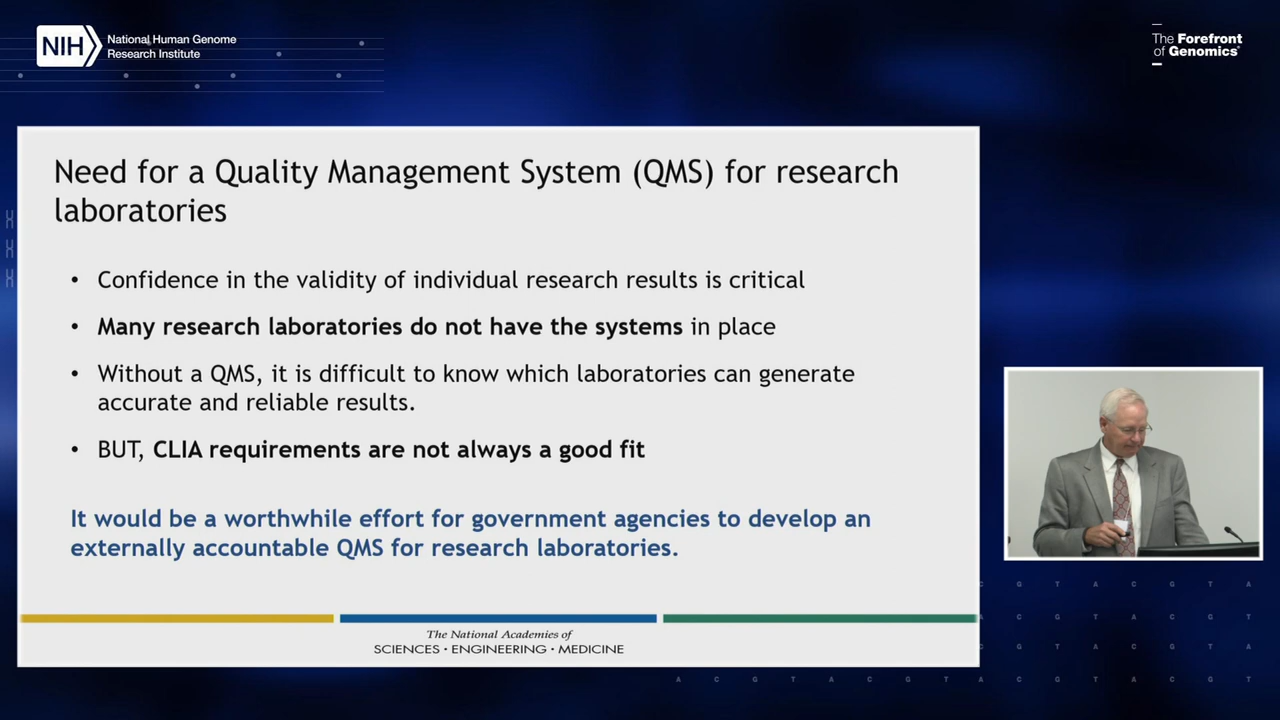 NIH
National Human Genome
Research Institute
The Forefront
of Genomics®
Need for a Quality Management System (QMS) for research
laboratories
• Confidence in the validity of individual research results is critical
• Many research laboratories do not have the systems in place
• Without a QMS, it is difficult to know which laboratories can generate
accurate and reliable results.
• BUT, CLIA requirements are not always a good fit
It would be a worthwhile effort for government agencies to develop an
externally accountable QMS for research laboratories.
The National Academies of
SCIENCES · ENGINEERING · MEDICINE
C G T A C G T A
C G T A C G T
C G T A C G T A
A C G T A C G T A C G T A C G T